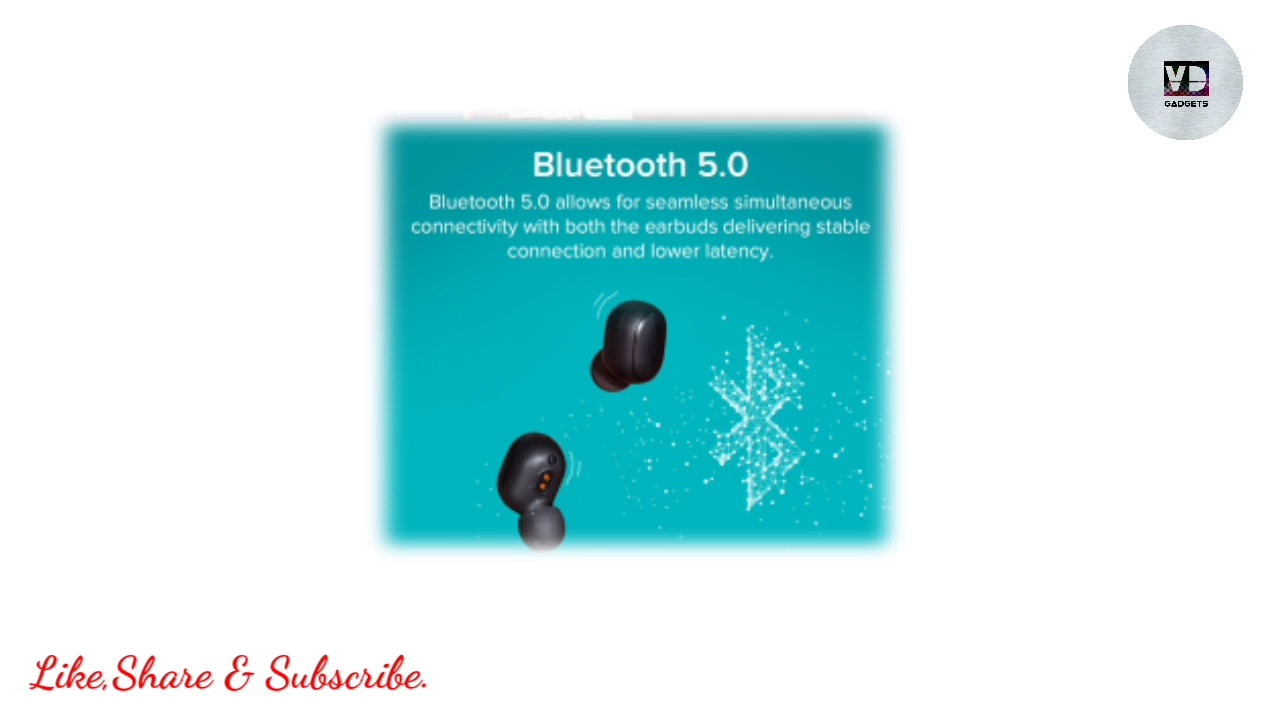 VD
GADGETS
Bluetooth 5.0
Bluetooth 5.0 allows for seamless simultaneous
connectivity with both the earbuds delivering stable
connection and lower latency.
Like,Share & Subscribe.